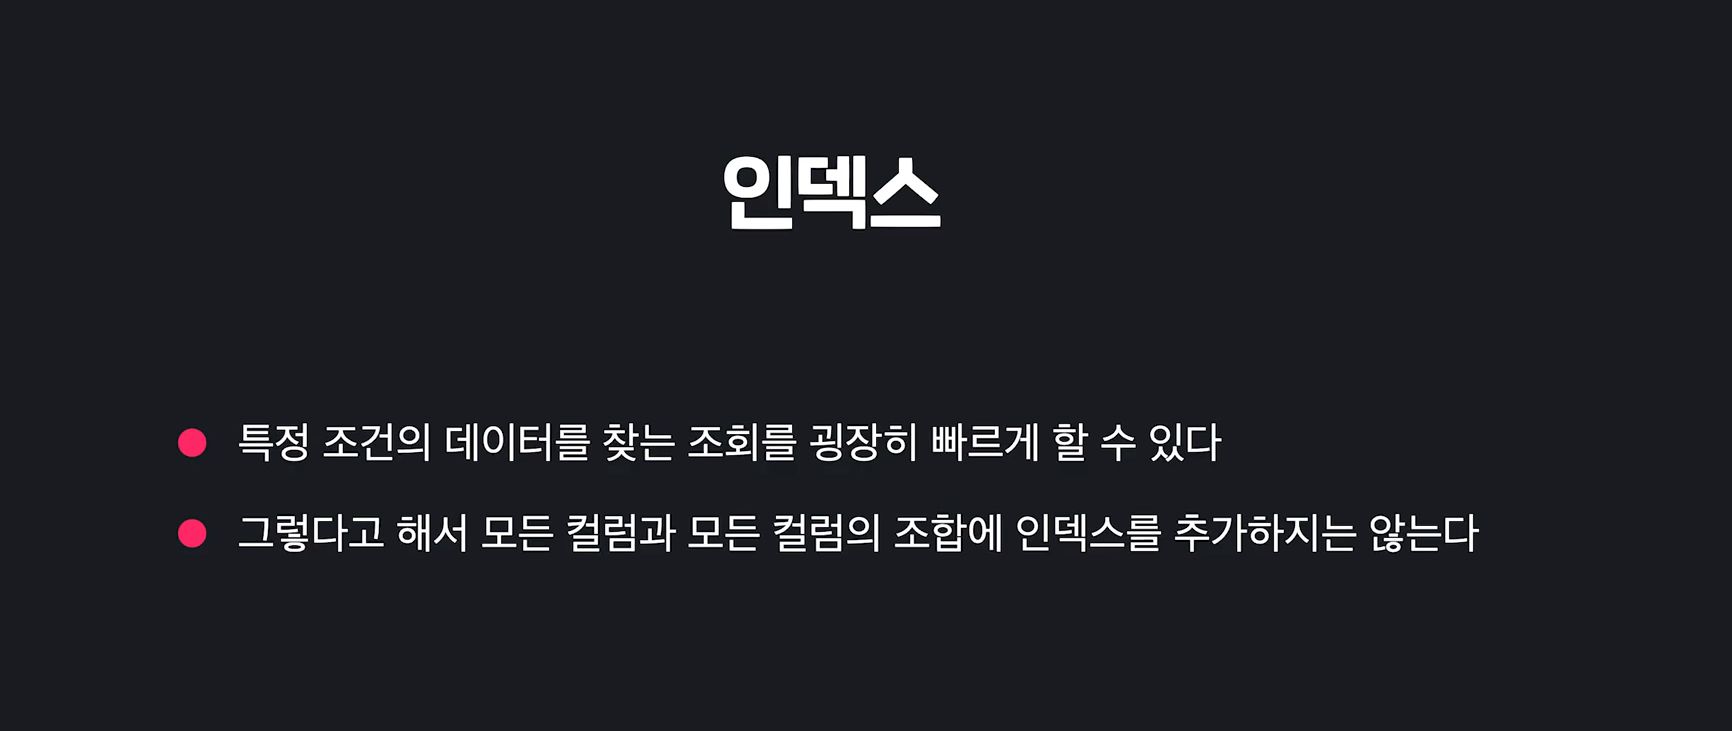 인덱스
특정 조건의 데이터를 찾는 조회를 굉장히 빠르게 할 수 있다
그렇다고 해서 모든 컬럼과 모든 컬럼의 조합에 인덱스를 추가하지는 않는다